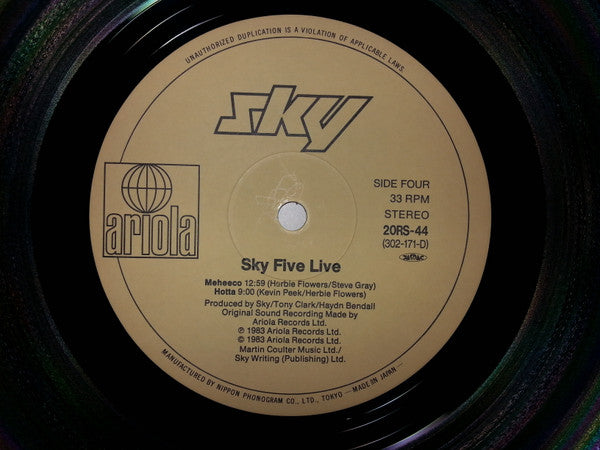 UNAUTHORIZED DUPLICATION IS A VIOLATION OF APPLICABLE LAWS.
sky
ariola
SIDE FOUR
33 RPM
STEREO
20RS-44
(302-171-D)
Sky Five Live
Meheeco 12:59 (Herbie Flowers/Steve Gray)
Hotta 9:00 (Kevin Peek/Herbie Flowers)
Produced by Sky/Tony Clark/Haydn Bendall
Original Sound Recording Made by
Ariola Records Ltd.
℗ 1983 Ariola Records Ltd.
© 1983 Ariola Records Ltd.
Martin Coulter Music Ltd./
Sky Writing (Publishing) Ltd.
MANUFACTURED BY NIPPON PHONOGRAM CO., LTD., TOKYO —MADE IN JAPAN—